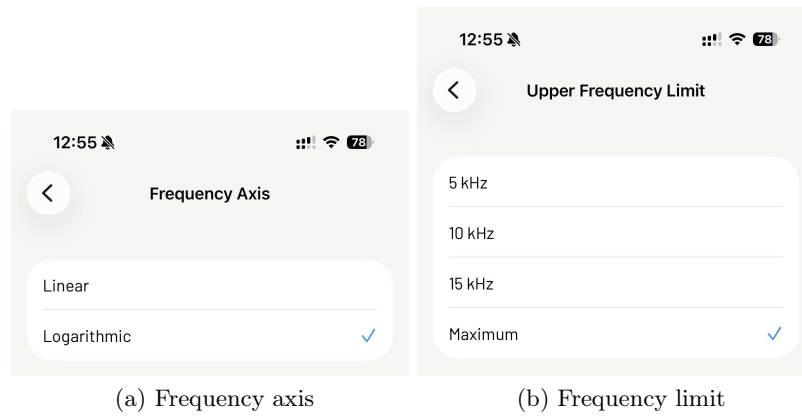 12:55
78
Frequency Axis
Linear
Logarithmic
(a) Frequency axis
12:55
78
Upper Frequency Limit
5 kHz
10 kHz
15 kHz
Maximum
(b) Frequency limit